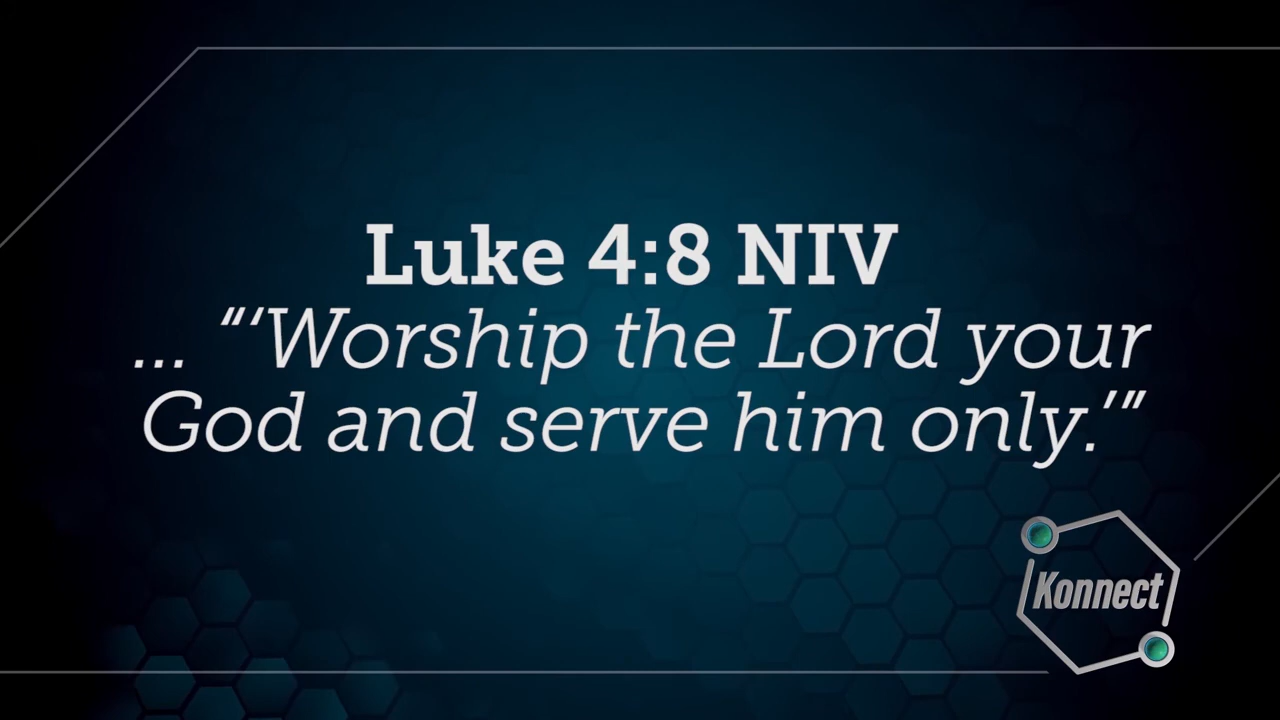 Luke 4:8 NIV
... “‘Worship the Lord your
God and serve him only.’”
Konnect